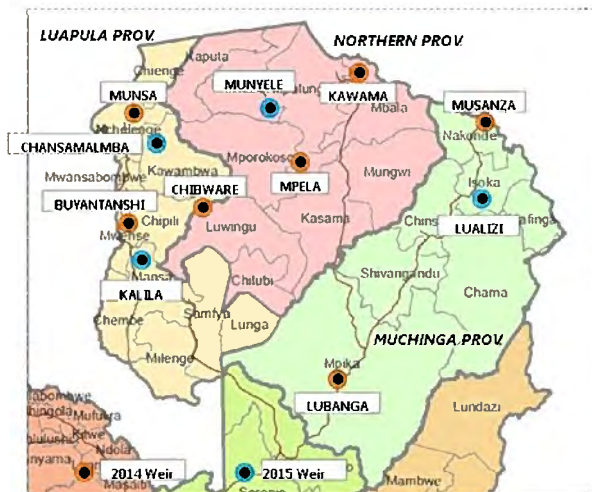 LUAPULA PROV.
NORTHERN PROV.
Kaputa
Chienge
MUNSA
MUNYELE
KAWAMA
Mbala
MUSANZA
Nchelenge
Nakonde
CHANSAMALMBA
Mporokoso
Kawambwa
Mwansabombwe
MPELA
Mungwi
Isoka
BUYANTANSHI
CHIBWARE
Chipili
Kasama
LUALIZI
Mwense
Luwingu
Mansa
Shivangandu
KALILA
Chilubi
Chama
Samfya
Chembe
Lunga
MUCHINGA PROV.
Milenge
Mpika
LUBANGA
Lundazi
Mufulira
Kitwe
Ndola
2014 Weir
2015 Weir
Mambwe